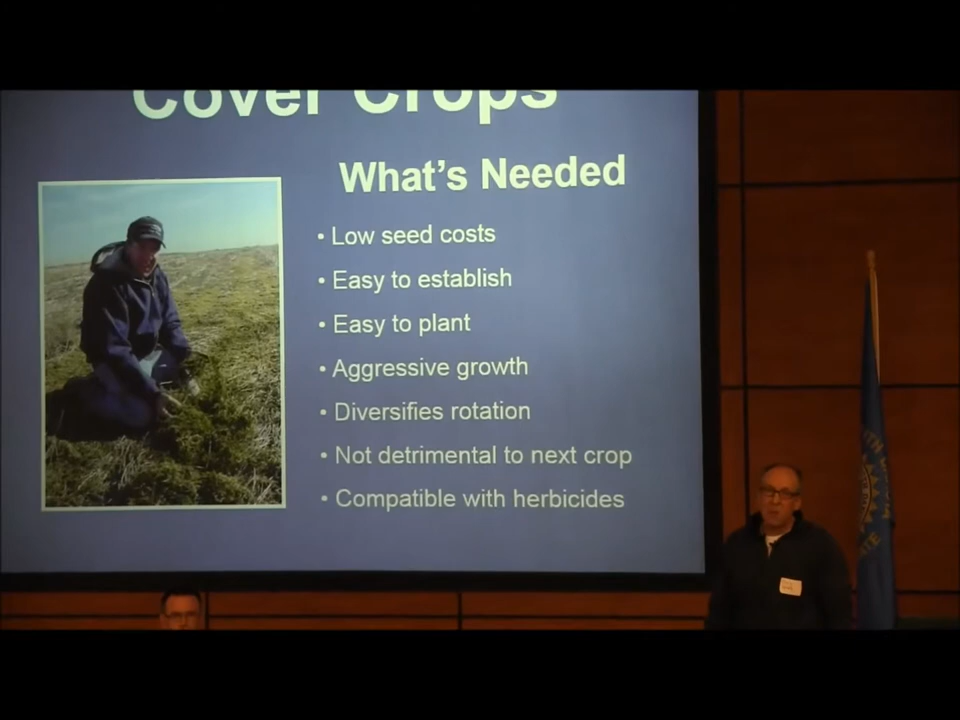 Cover Crops
What's Needed
• Low seed costs
• Easy to establish
• Easy to plant
• Aggressive growth
• Diversifies rotation
• Not detrimental to next crop
• Compatible with herbicides